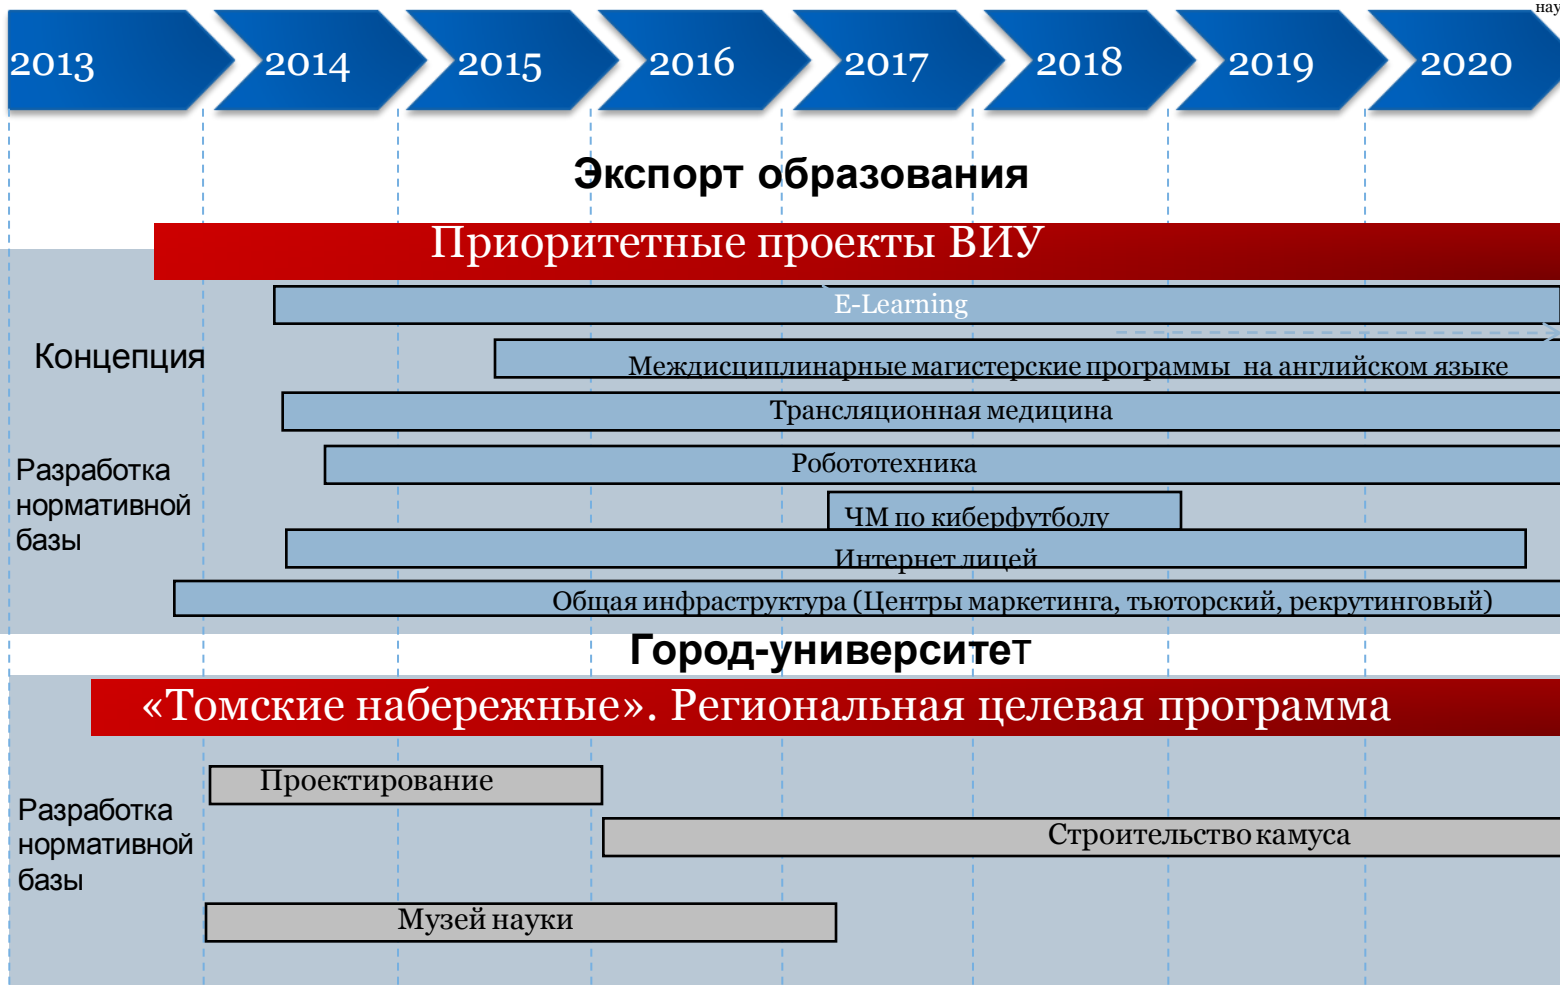 нау
2013 2014 2015 2016 2017 2018 2019 2020
Экспорт образования
Приоритетные проекты ВИУ
E-Learning
Концепция
Междисциплинарные магистерские программы на английском языке
Трансляционная медицина
Робототехника
Разработка
нормативной
базы
ЧМ по киберфутболу
Интернет лицей
Общая инфраструктура (Центры маркетинга, тьюторский, рекрутинговый)
Город-университет
«Томские набережные». Региональная целевая программа
Проектирование
Разработка
нормативной
базы
Строительство камуса
Музей науки